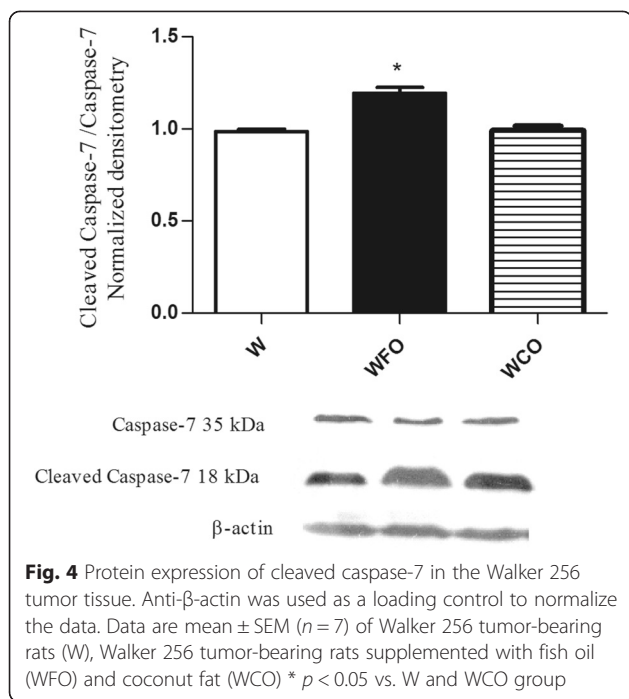 Cleaved Caspase-7 /Caspase-7
Normalized densitometry
1.5
1.0
0.5
0.0
*
W
WFO
WCO
Caspase-7 35 kDa
Cleaved Caspase-7 18 kDa
β-actin
Fig. 4 Protein expression of cleaved caspase-7 in the Walker 256
tumor tissue. Anti-β-actin was used as a loading control to normalize
the data. Data are mean ± SEM (n = 7) of Walker 256 tumor-bearing
rats (W), Walker 256 tumor-bearing rats supplemented with fish oil
(WFO) and coconut fat (WCO) * p < 0.05 vs. W and WCO group